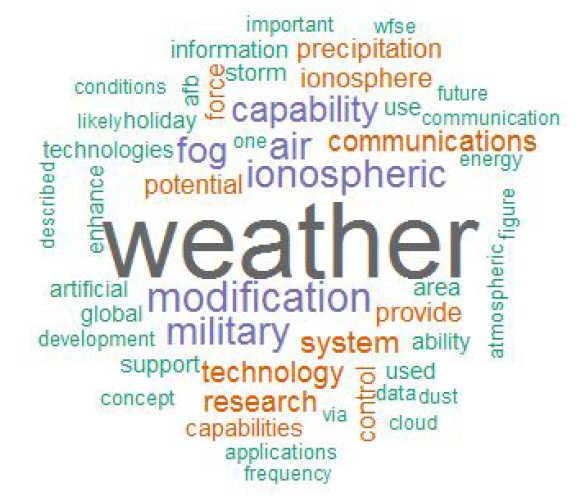 important wfse
information precipitation
conditions afb force storm ionosphere
capability use future
likely holiday communication
technologies fog one air communications
energy
described enhance potential ionospheric figure
weather
atmospheric
artificial modification area
global provide
development military system ability
support technology control used
concept research via data dust
capabilities cloud
applications
frequency